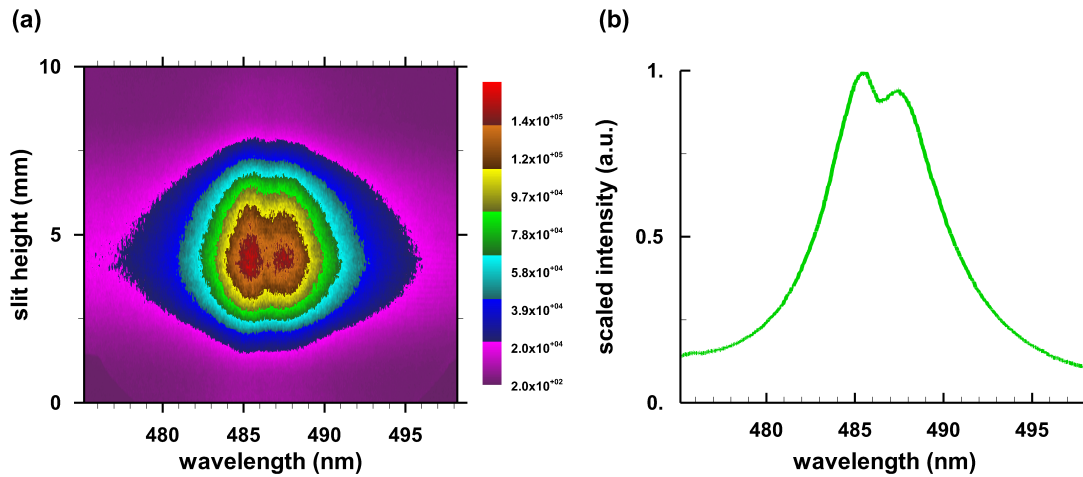 (a)
(b)
10
5
0
slit height (mm)
480
485
490
495
wavelength (nm)
1.4x10+05
1.2x10+05
9.7x10+04
7.8x10+04
5.8x10+04
3.9x10+04
2.0x10+04
2.0x10+02
1.
0.5
0.
scaled intensity (a.u.)
480
485
490
495
wavelength (nm)